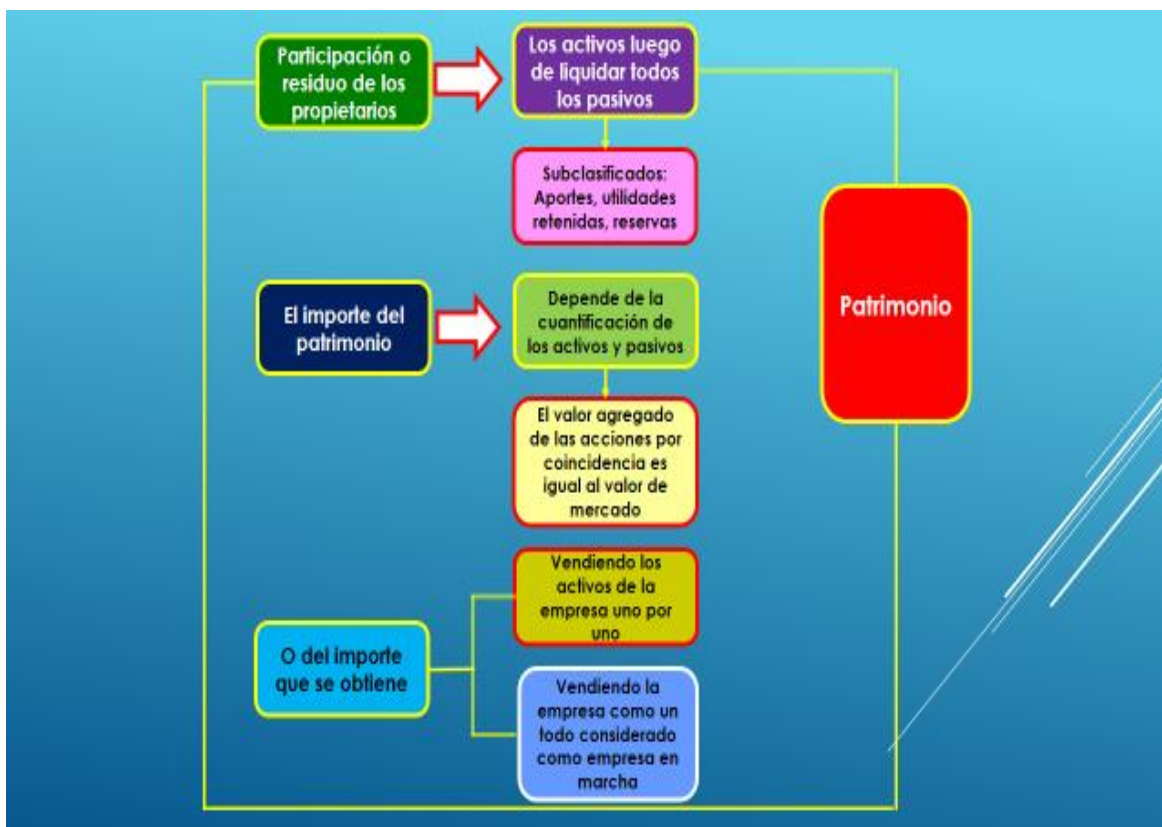 Participación o
residuo de los
propietarios
Los activos luego
de liquidar todos
los pasivos
Subclasificados:
Aportes, utilidades
retenidas, reservas
Patrimonio
El importe del
patrimonio
Depende de la
cuantificación de
los activos y pasivos
El valor agregado
de las acciones por
coincidencia es
igual al valor de
mercado
O del importe
que se obtiene
Vendiendo los
activos de la
empresa uno por
uno
Vendiendo la
empresa como un
todo considerado
como empresa en
marcha